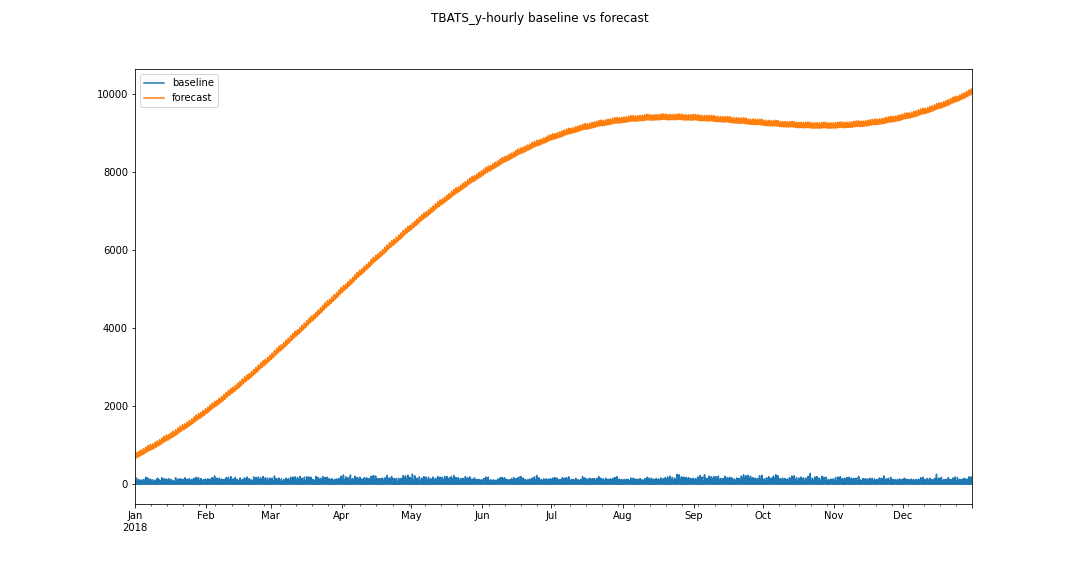 TBATS_y-hourly baseline vs forecast
baseline
forecast
10000
8000
6000
4000
2000
0
Jan Feb Mar Apr May Jun Jul Aug Sep Oct Nov Dec
2018